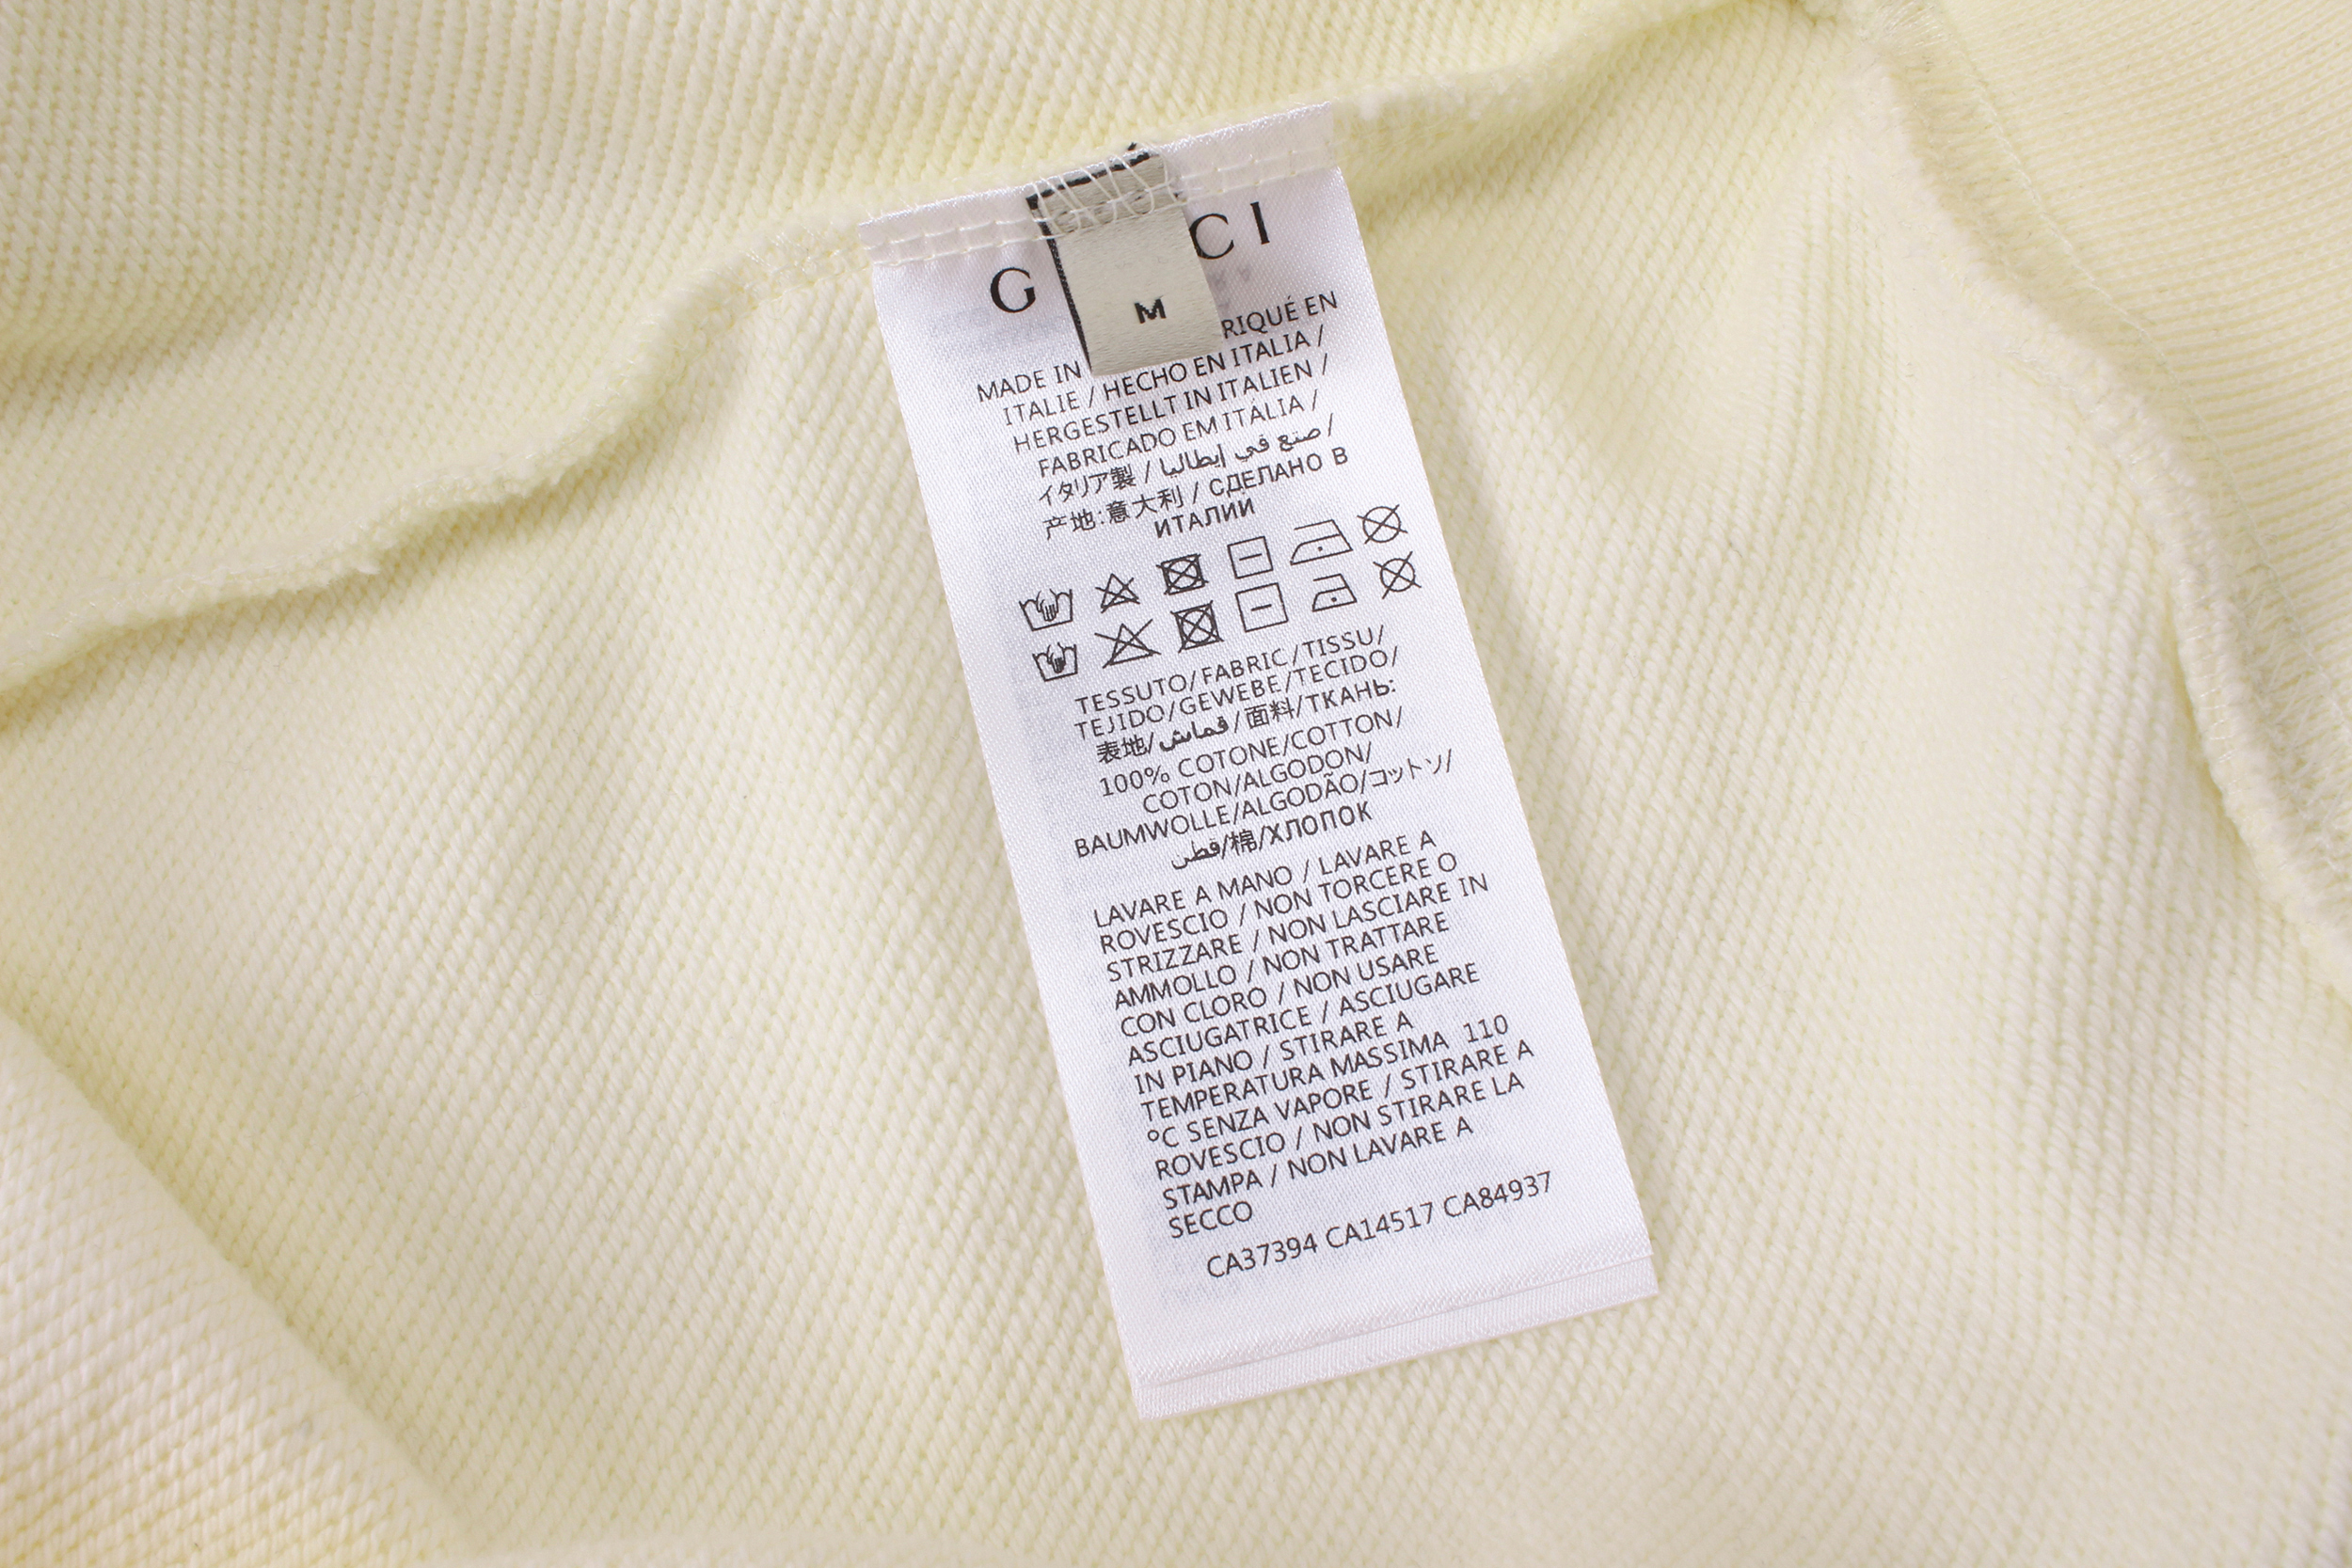 G CI
M
MADE IN RIQUÉ EN
ITALIE / HECHO EN ITALIA /
HERGESTELLT IN ITALIEN /
FABRICADO EM ITALIA /
イタリア製 / صنع في إيطاليا /
产地:意大利 / СДЕЛАНО В
ИТАЛИИ
TESSUTO/FABRIC/TISSU/
TEJIDO/GEWEBE/TECIDO/
表地/قماش/面料/ТКАНЬ:
100% COTONE/COTTON/
COTON/ALGODON/
BAUMWOLLE/ALGODÃO/コットン/
قطن/棉/ХЛОПОК
LAVARE A MANO / LAVARE A
ROVESCIO / NON TORCERE O
STRIZZARE / NON LASCIARE IN
AMMOLLO / NON TRATTARE
CON CLORO / NON USARE
ASCIUGATRICE / ASCIUGARE
IN PIANO / STIRARE A
TEMPERATURA MASSIMA 110
°C SENZA VAPORE / STIRARE A
ROVESCIO / NON STIRARE LA
STAMPA / NON LAVARE A
SECCO
CA37394 CA14517 CA84937